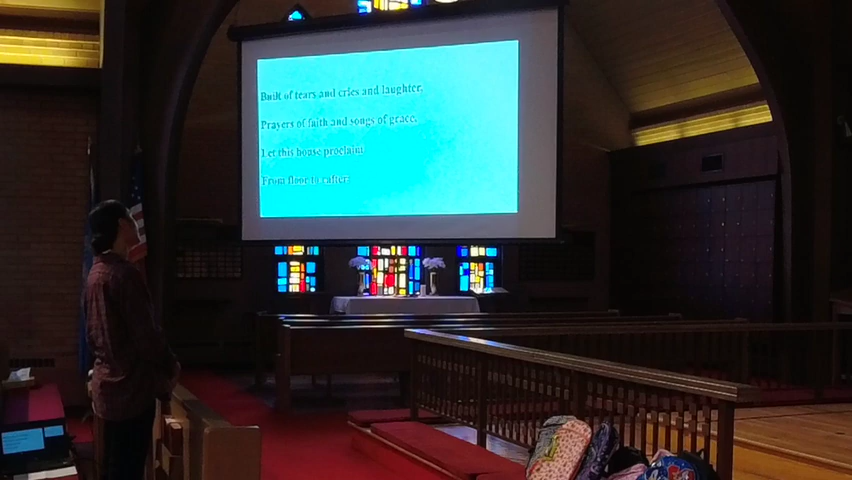 Built of tears and cries and laughter,
Prayers of faith and songs of grace,
Let this house proclaim
From floor to rafter: